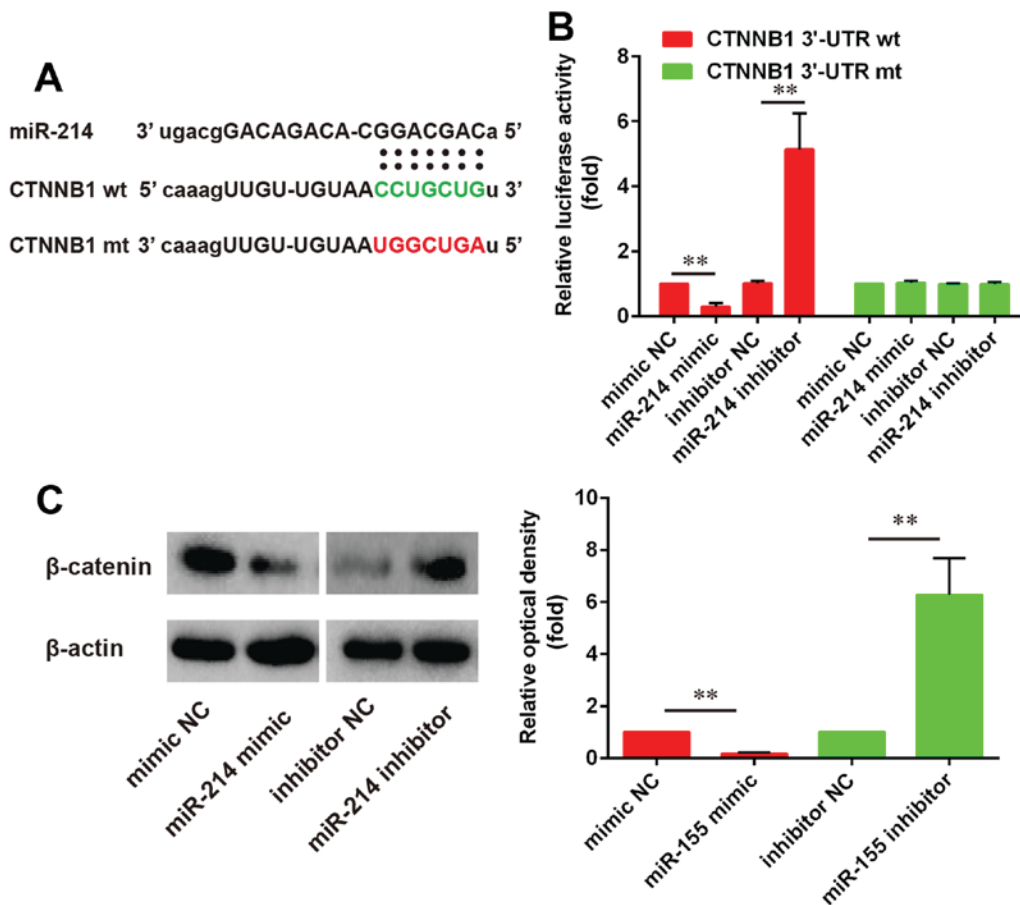 A
miR-214 3’ ugacgGACAGACA-CGGACGACa 5’
CTNNB1 wt 5’ caaagUUGU-UGUAACCUGCUGu 3’
CTNNB1 mt 3’ caaagUUGU-UGUAAUGGCUGAu 5’
B
CTNNB1 3'-UTR wt
CTNNB1 3'-UTR mt
Relative luciferase activity
(fold)
8
6
4
2
0
**
**
mimic NC
miR-214 mimic
inhibitor NC
miR-214 inhibitor
mimic NC
miR-214 mimic
inhibitor NC
miR-214 inhibitor
C
β-catenin
β-actin
mimic NC
miR-214 mimic
inhibitor NC
miR-214 inhibitor
Relative optical density
(fold)
10
8
6
4
2
0
**
**
mimic NC
miR-155 mimic
inhibitor NC
miR-155 inhibitor